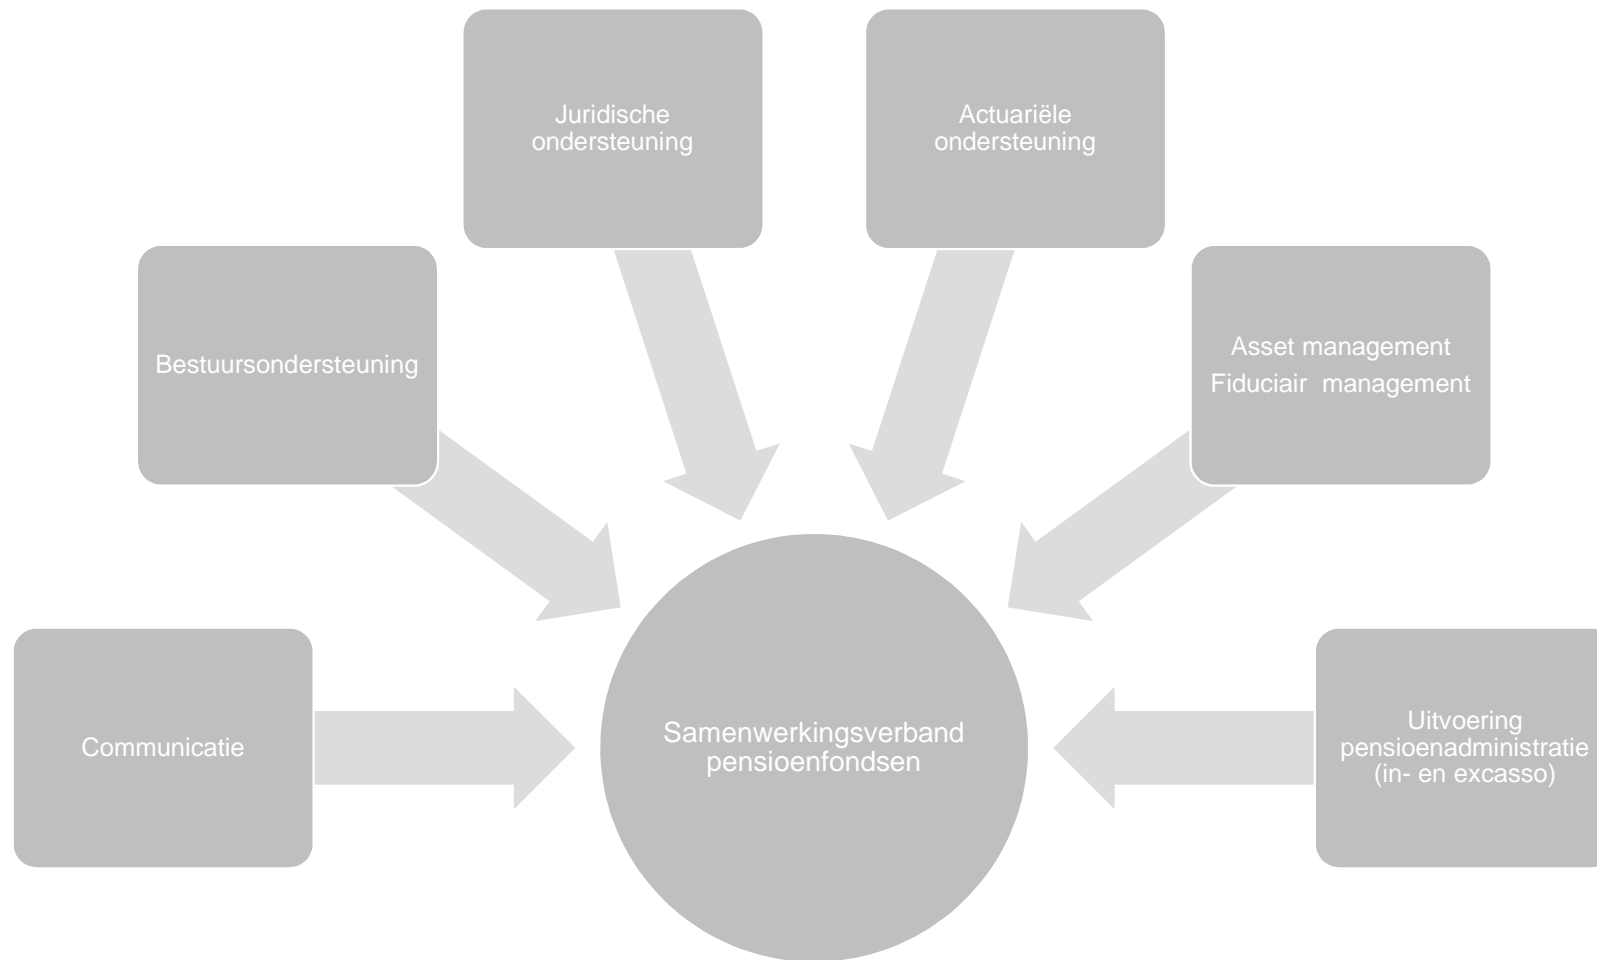 Juridische
ondersteuning
Actuariële
ondersteuning
Bestuursondersteuning
Asset management
Fiduciair  management
Communicatie
Samenwerkingsverband
pensioenfondsen
Uitvoering
pensioenadministratie
(in- en excasso)